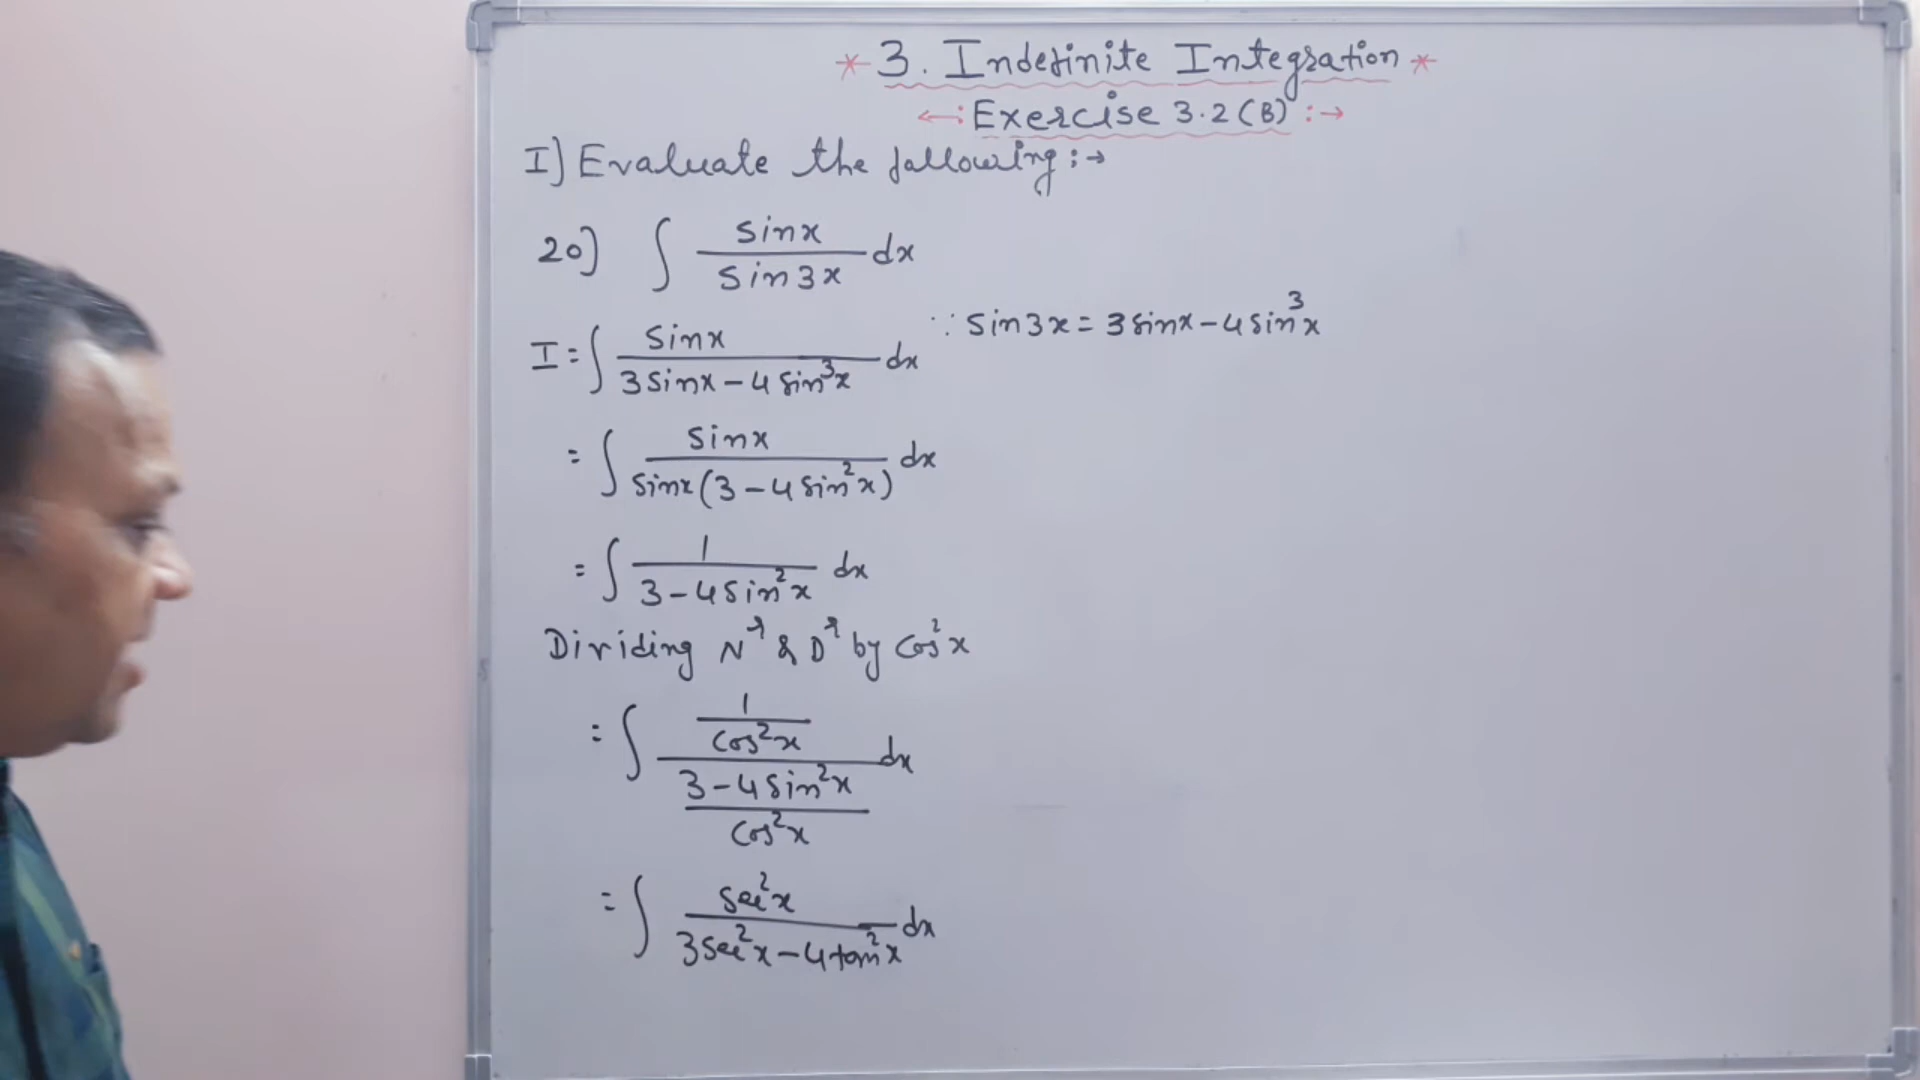 * 3. Indefinite Integration *
←: Exercise 3.2 (B) :→
I] Evaluate the following :→
20] ∫ sinx / sin3x dx
I = ∫ sinx / 3sinx - 4sin³x dx ∵ sin3x = 3sinx - 4sin³x
= ∫ sinx / sinx(3 - 4sin²x) dx
= ∫ 1 / 3 - 4sin²x dx
Dividing Nʳ & Dʳ by cos²x
= ∫ 1 / cos²x / 3 - 4sin²x / cos²x dx
= ∫ sec²x / 3sec²x - 4tan²x dx